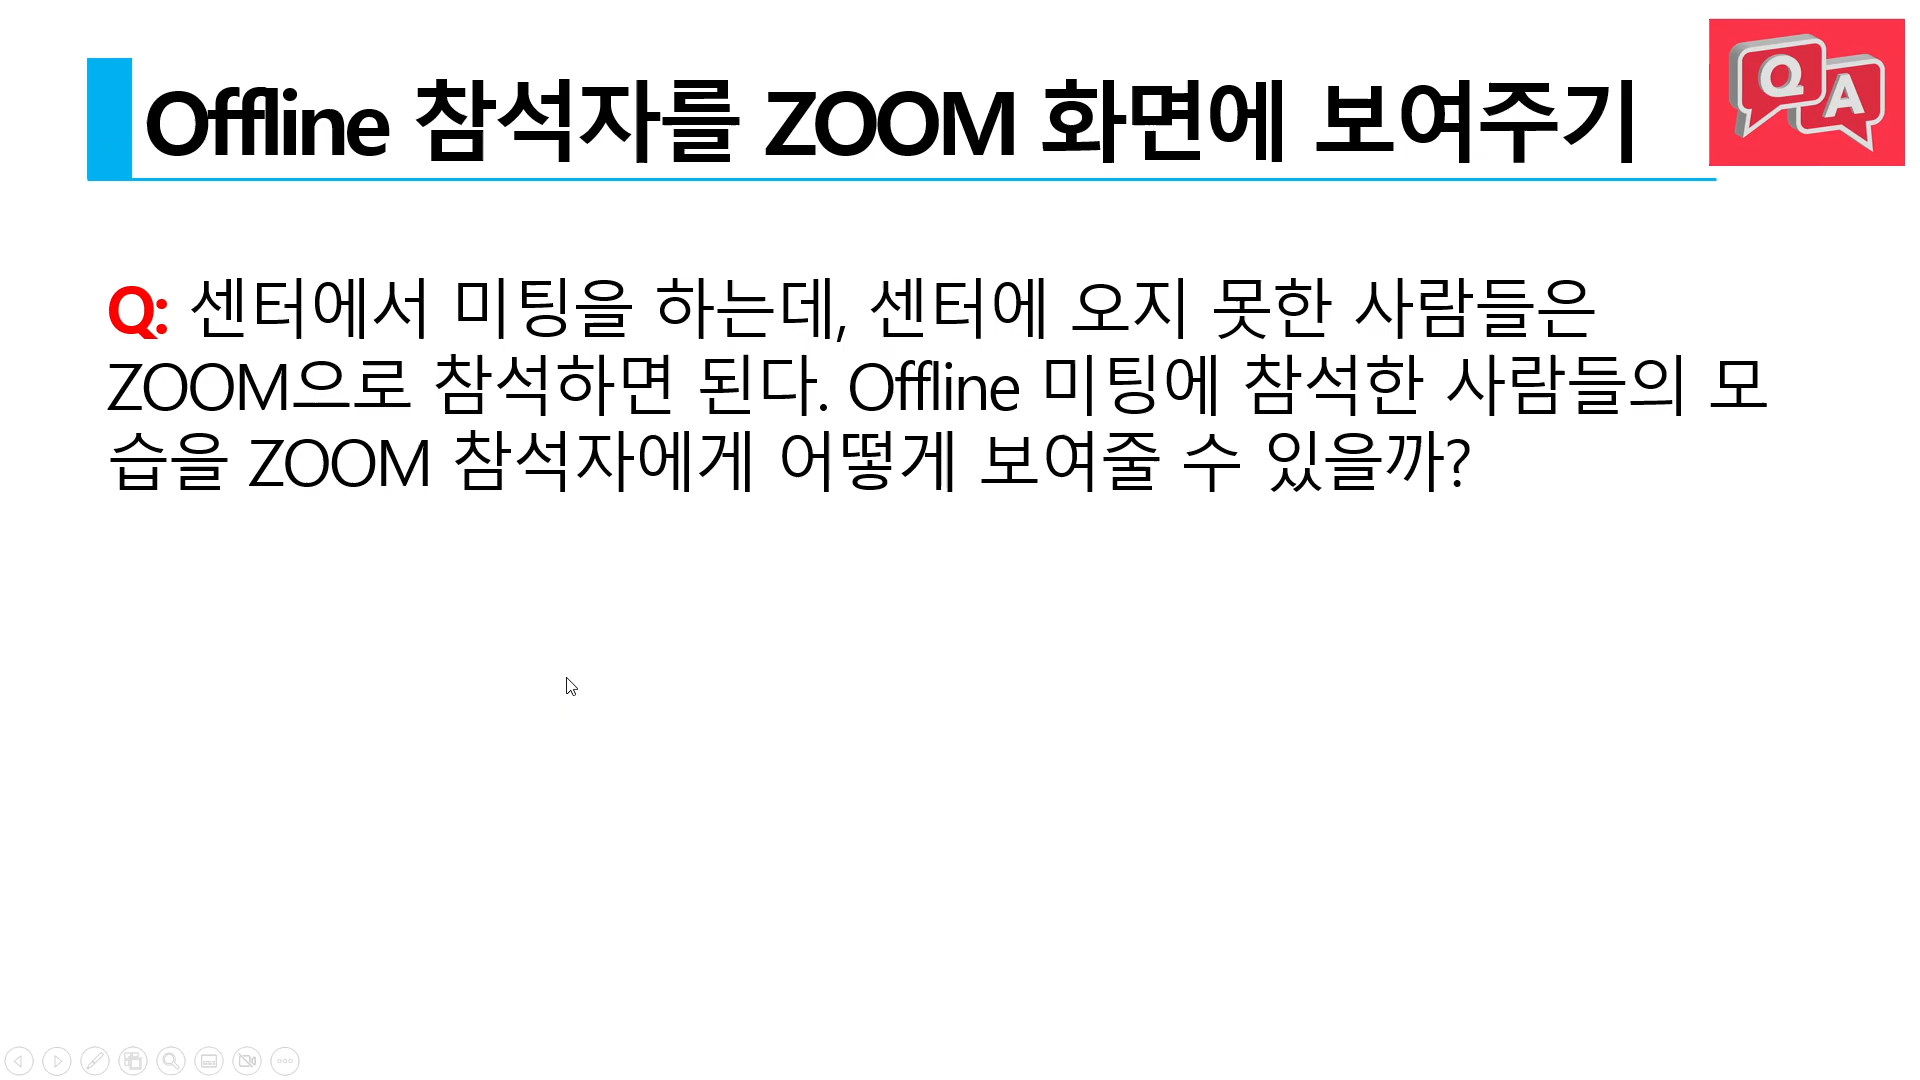 Offline 참석자를 ZOOM 화면에 보여주기
Q A
Q: 센터에서 미팅을 하는데, 센터에 오지 못한 사람들은
ZOOM으로 참석하면 된다. Offline 미팅에 참석한 사람들의 모
습을 ZOOM 참석자에게 어떻게 보여줄 수 있을까?